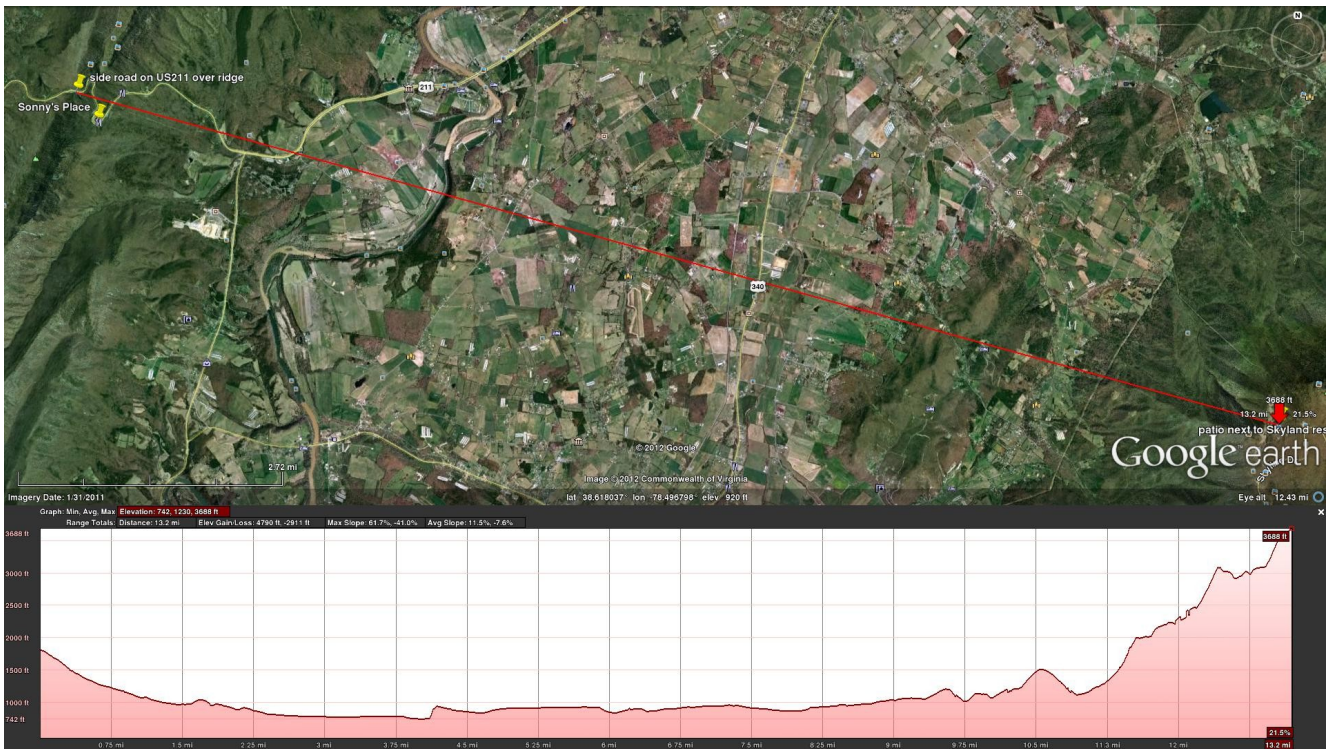 N
side road on US211 over ridge
Sonny's Place
211
340
3688 ft
13.2 mi 21.5%
patio next to Skyland res
Google earth
© 2012 Google
2.72 mi
Image © 2012 Commonwealth of Virginia
Imagery Date: 1/31/2011
lat 38.618037° lon -78.496798° elev 920 ft
Eye alt 12.43 mi
Graph: Min, Avg, Max Elevation: 742, 1230, 3688 ft
Range Totals: Distance: 13.2 mi Elev Gain/Loss: 4790 ft, -2911 ft Max Slope: 61.7%, -41.0% Avg Slope: 11.5%, -7.6%
3688 ft
3688 ft
3000 ft
2500 ft
2000 ft
1500 ft
1000 ft
742 ft
21.5%
0.75 mi 1.5 mi 2.25 mi 3 mi 3.75 mi 4.5 mi 5.25 mi 6 mi 6.75 mi 7.5 mi 8.25 mi 9 mi 9.75 mi 10.5 mi 11.3 mi 12 mi 13.2 mi